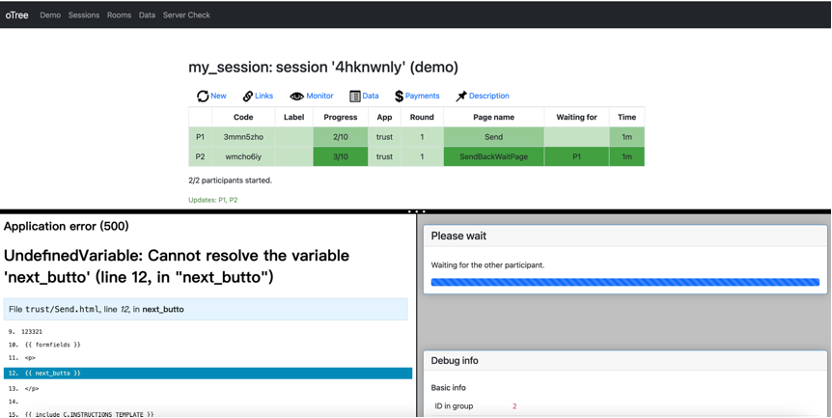 oTree Demo Sessions Rooms Data Server Check
my_session: session '4hknwnly' (demo)
New Links Monitor Data Payments Description
Code Label Progress App Round Page name Waiting for Time
P1 3mmn5zho 2/10 trust 1 Send 1m
P2 wmcho6iy 3/10 trust 1 SendBackWaitPage P1 1m
2/2 participants started.
Updates: P1, P2
Application error (500)
UndefinedVariable: Cannot resolve the variable
'next_butto' (line 12, in "next_butto")
File trust/Send.html, line 12, in next_butto
9. 123321
10. {{ formfields }}
11. <p>
12. {{ next_butto }}
13. </p>
14.
15. {{ include C.INSTRUCTIONS_TEMPLATE }}
Please wait
Waiting for the other participant.
Debug info
Basic info
ID in group 2